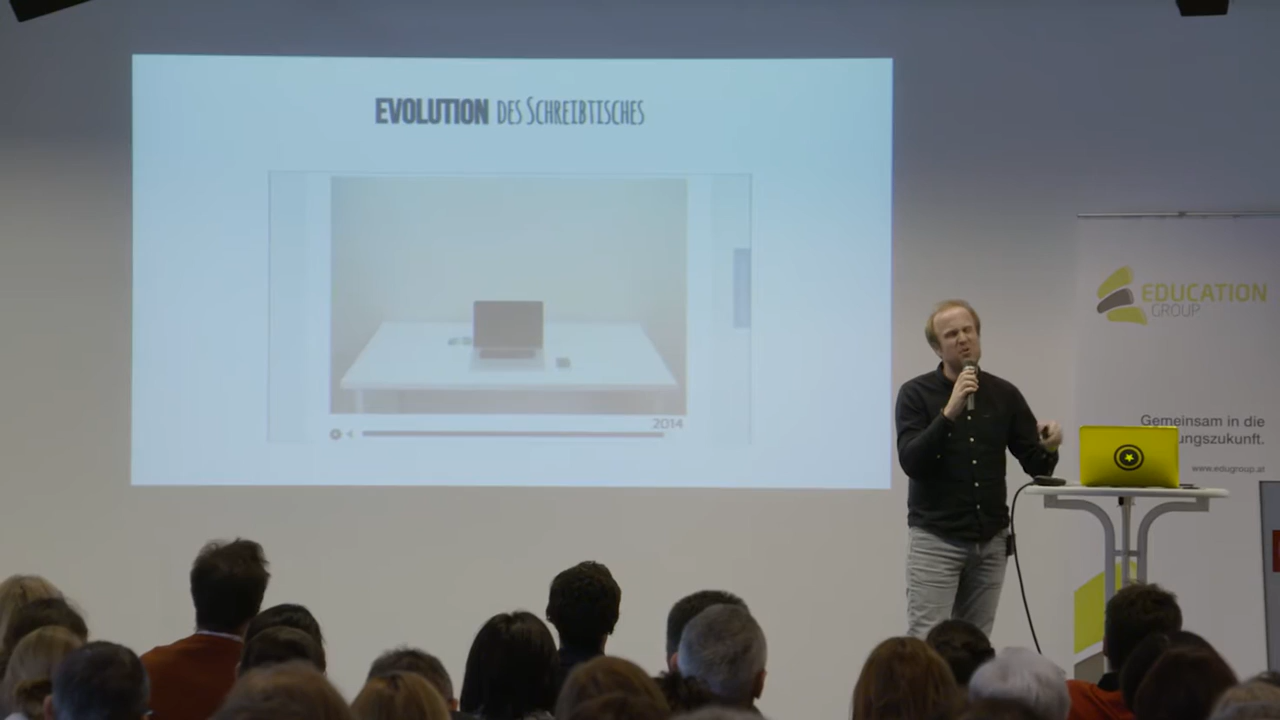 EVOLUTION DES SCHREIBTISCHES
2014
EDUCATION
GROUP
Gemeinsam in die
ungszukunft.
www.edugroup.at